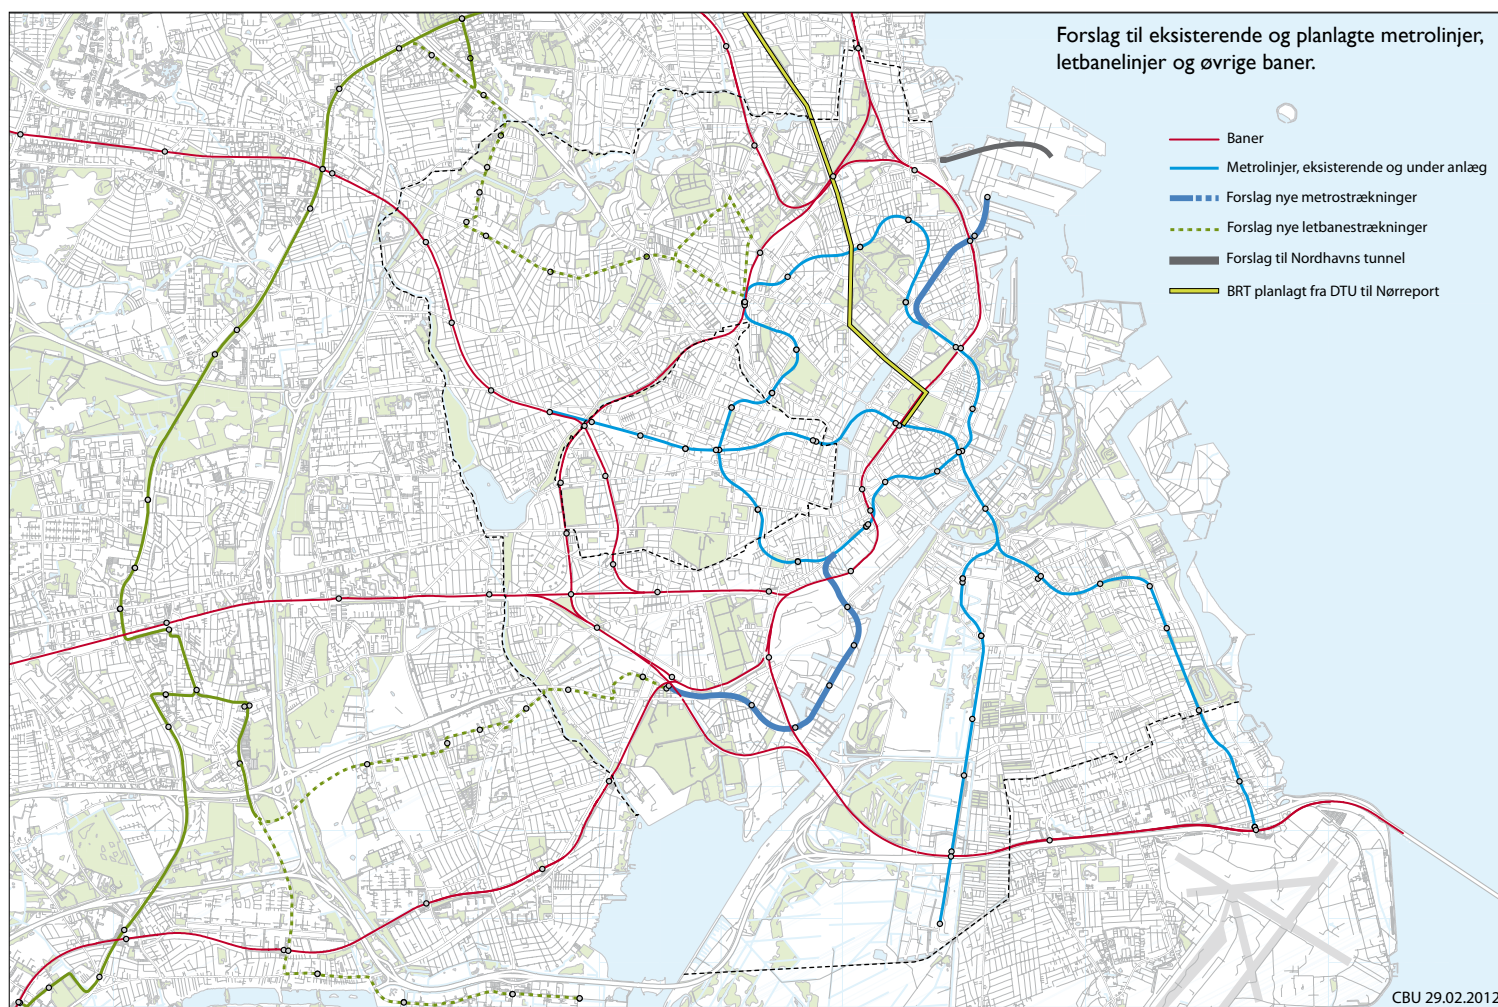 Forslag til eksisterende og planlagte metrolinjer,
letbanelinjer og øvrige baner.
Baner
Metrolinjer, eksisterende og under anlæg
Forslag nye metrostrækninger
Forslag nye letbanestrækninger
Forslag til Nordhavns tunnel
BRT planlagt fra DTU til Nørreport
CBU 29.02.2012